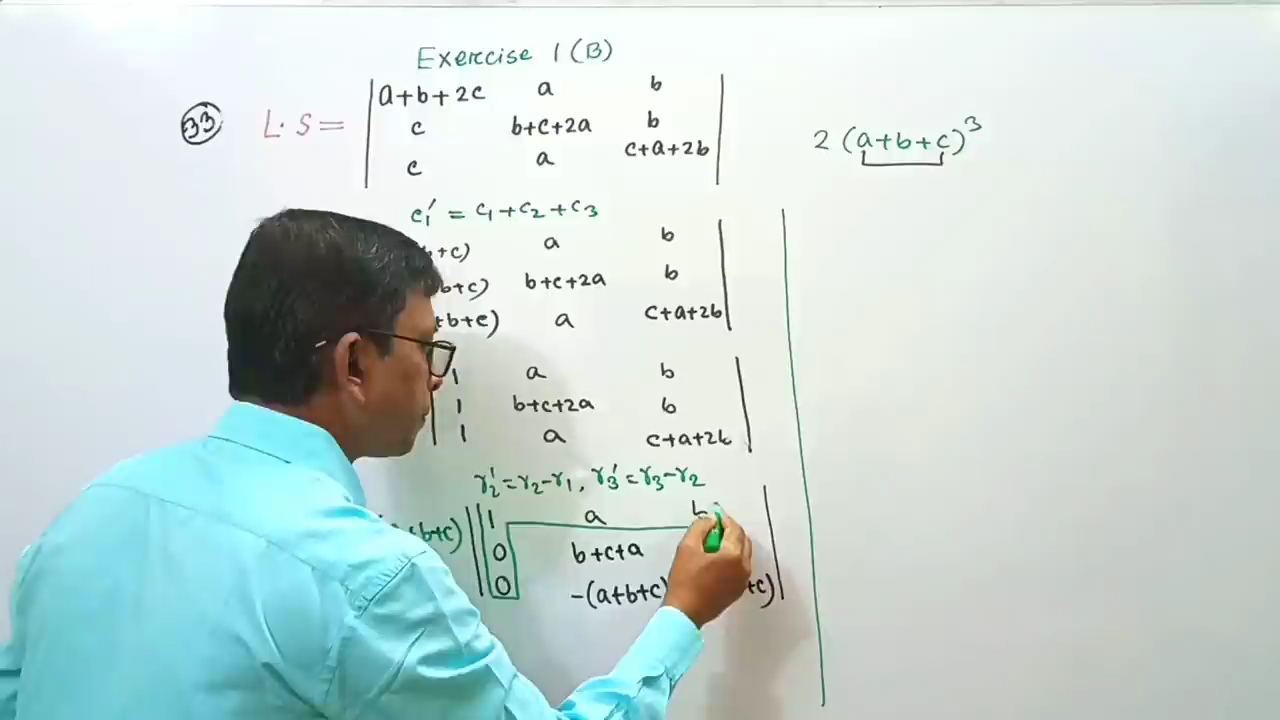 Exercise 1(B)
33 L.S = | a+b+2c a b |
| c b+c+2a b |
| c a c+a+2b |
2 (a+b+c)³
c₁′ = c₁+c₂+c₃
+c) a b
b+c) b+c+2a b
+b+c) a c+a+2b
1 a b
1 b+c+2a b
1 a c+a+2b
r₂′=r₂-r₁, r₃′=r₃-r₂
+b+c) | 1 a b
0 b+c+a
0 -(a+b+c) +c)